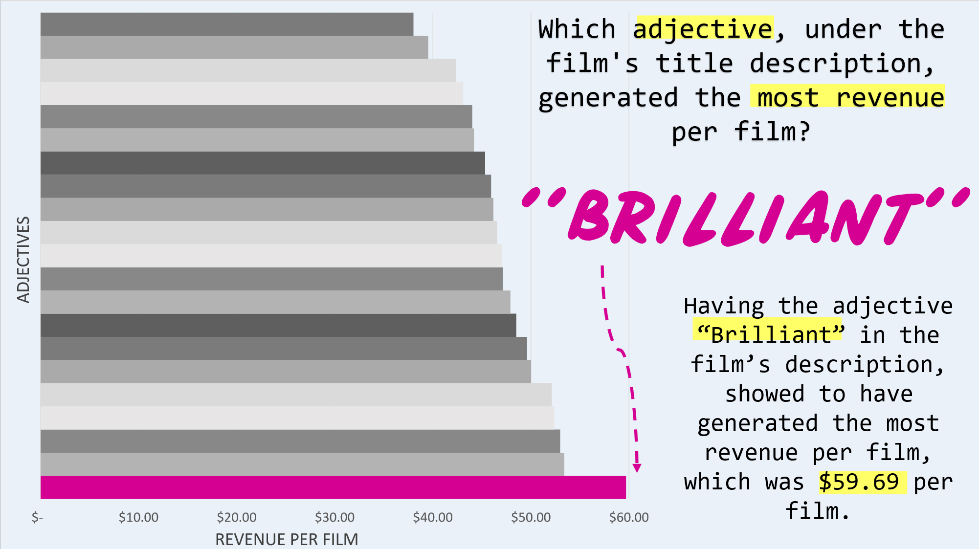 Which adjective, under the
film's title description,
generated the most revenue
per film?
"BRILLIANT"
Having the adjective
“Brilliant” in the
film’s description,
showed to have
generated the most
revenue per film,
which was $59.69 per
film.
ADJECTIVES
$- $10.00 $20.00 $30.00 $40.00 $50.00 $60.00
REVENUE PER FILM